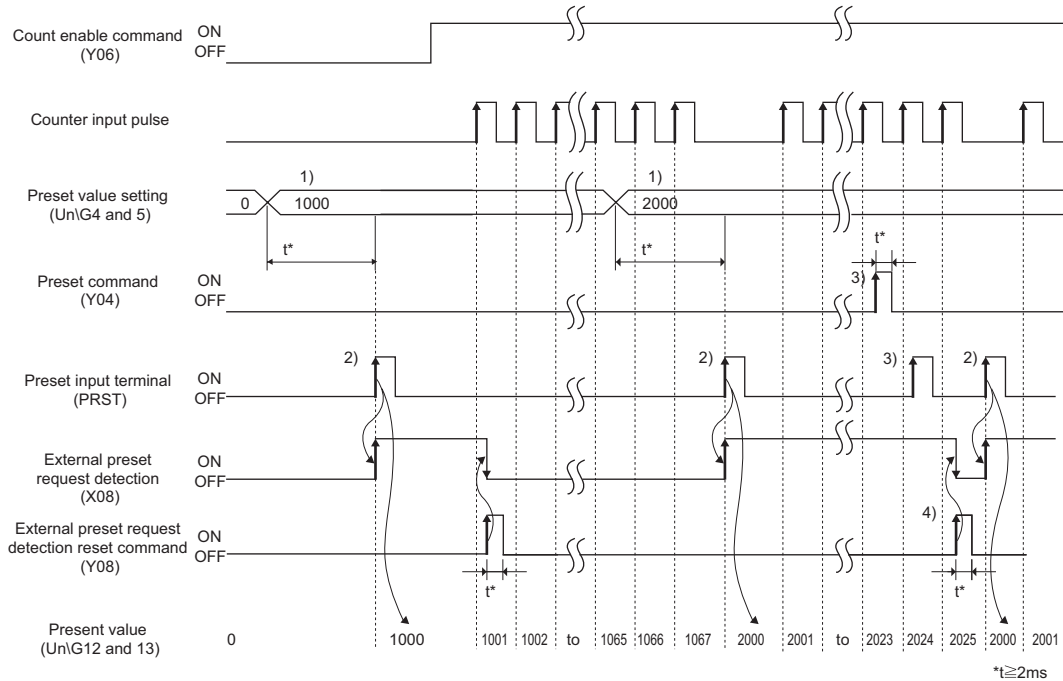 Count enable command
(Y06)
ON
OFF
Counter input pulse
Preset value setting
(Un\G4 and 5)
0
1)
1000
1)
2000
t*
t*
t*
Preset command
(Y04)
ON
OFF
3)
Preset input terminal
(PRST)
ON
OFF
2)
2)
3)
2)
External preset
request detection
(X08)
ON
OFF
External preset request
detection reset command
(Y08)
ON
OFF
4)
t*
t*
Present value
(Un\G12 and 13)
0 1000 1001 1002 to 1065 1066 1067 2000 2001 to 2023 2024 2025 2000 2001
*t≧2ms